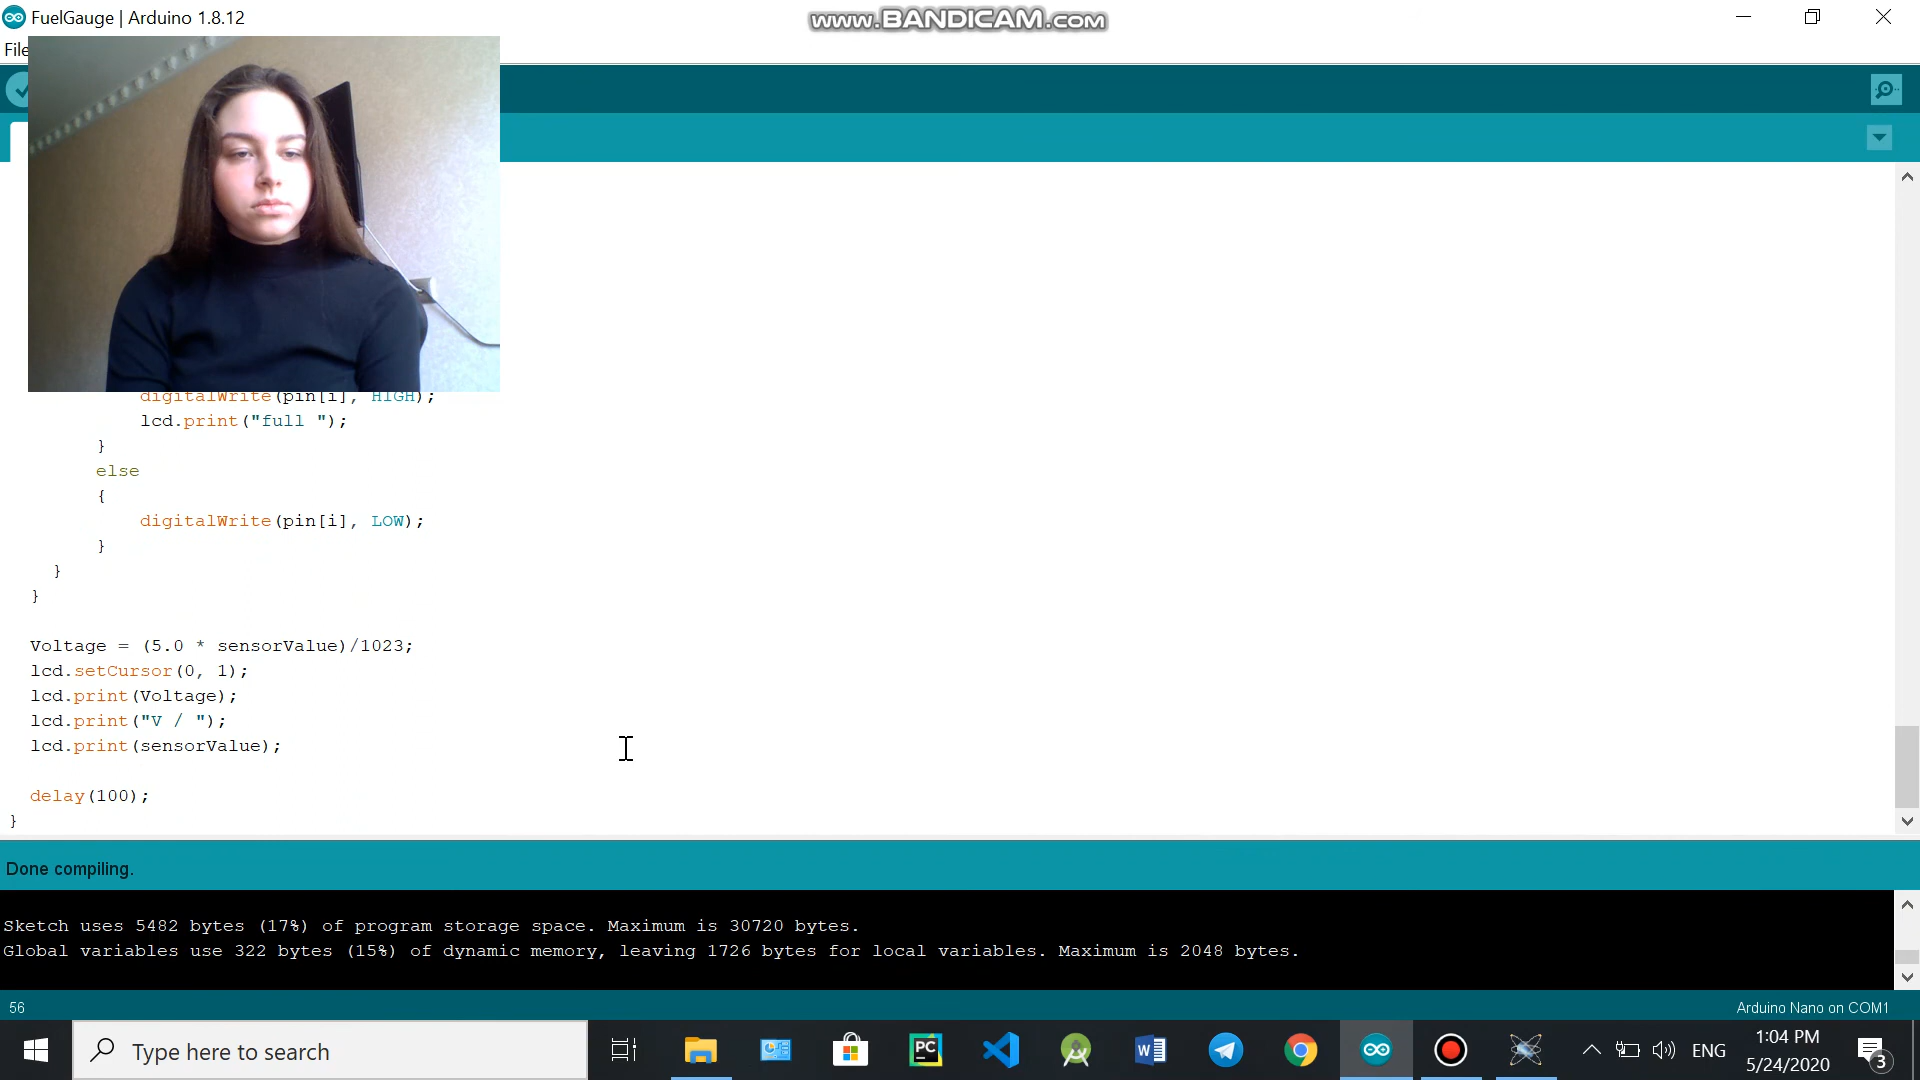 FuelGauge | Arduino 1.8.12
www.BANDICAM.com
File
digitalWrite(pin[i], HIGH);
lcd.print("full ");
}
else
{
digitalWrite(pin[i], LOW);
}
}
}
Voltage = (5.0 * sensorValue)/1023;
lcd.setCursor(0, 1);
lcd.print(Voltage);
lcd.print("V / ");
lcd.print(sensorValue);
delay(100);
}
Done compiling.
Sketch uses 5482 bytes (17%) of program storage space. Maximum is 30720 bytes.
Global variables use 322 bytes (15%) of dynamic memory, leaving 1726 bytes for local variables. Maximum is 2048 bytes.
56
Arduino Nano on COM1
Type here to search
PC
W
ENG
1:04 PM
5/24/2020
3